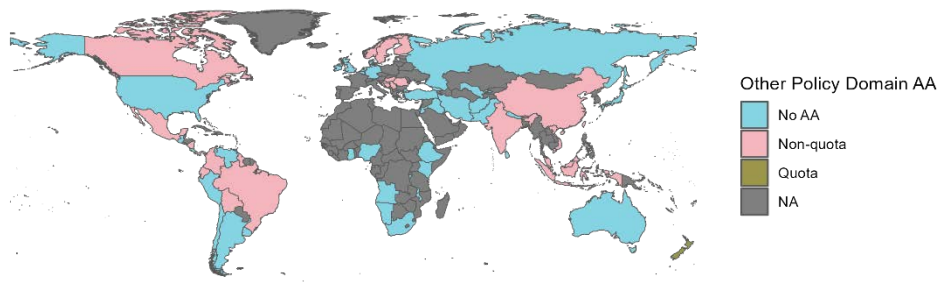 Other Policy Domain AA
No AA
Non-quota
Quota
NA